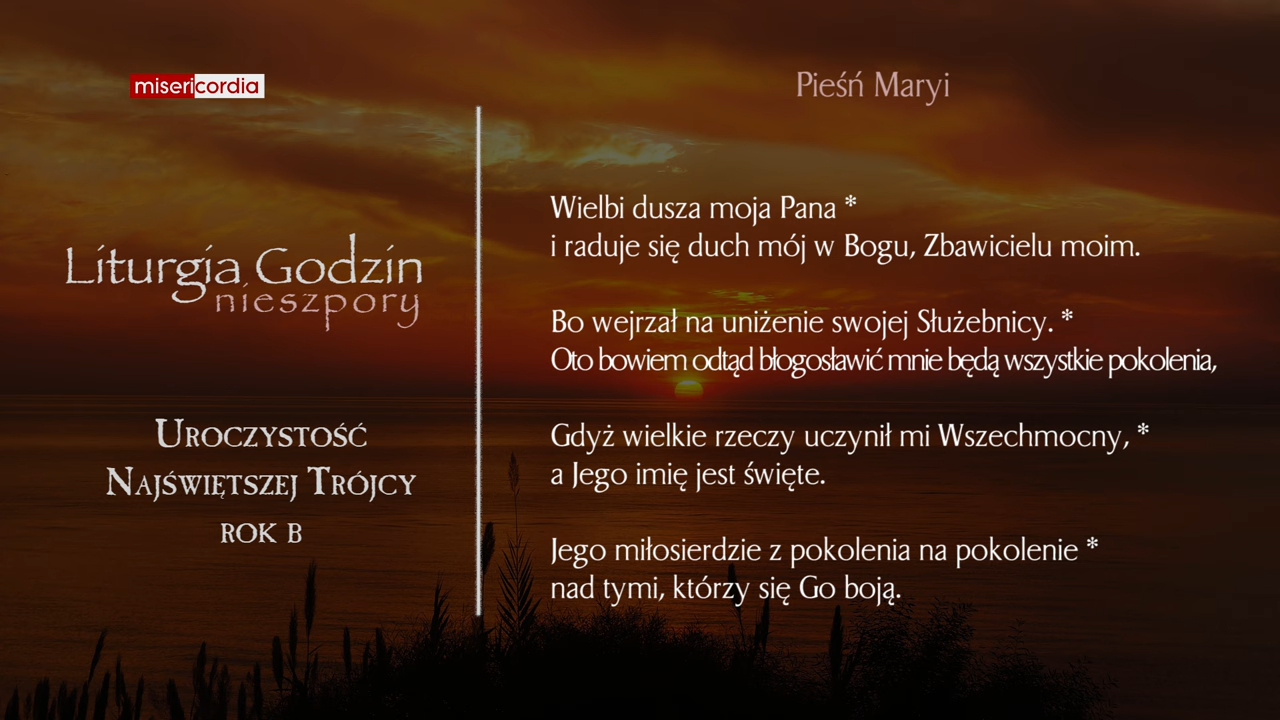 misericordia
Pieśń Maryi
Liturgia Godzin
nieszpory
Uroczystość
Najświętszej Trójcy
rok B
Wielbi dusza moja Pana *
i raduje się duch mój w Bogu, Zbawicielu moim.
Bo wejrzał na uniżenie swojej Służebnicy. *
Oto bowiem odtąd błogosławić mnie będą wszystkie pokolenia,
Gdyż wielkie rzeczy uczynił mi Wszechmocny, *
a Jego imię jest święte.
Jego miłosierdzie z pokolenia na pokolenie *
nad tymi, którzy się Go boją.